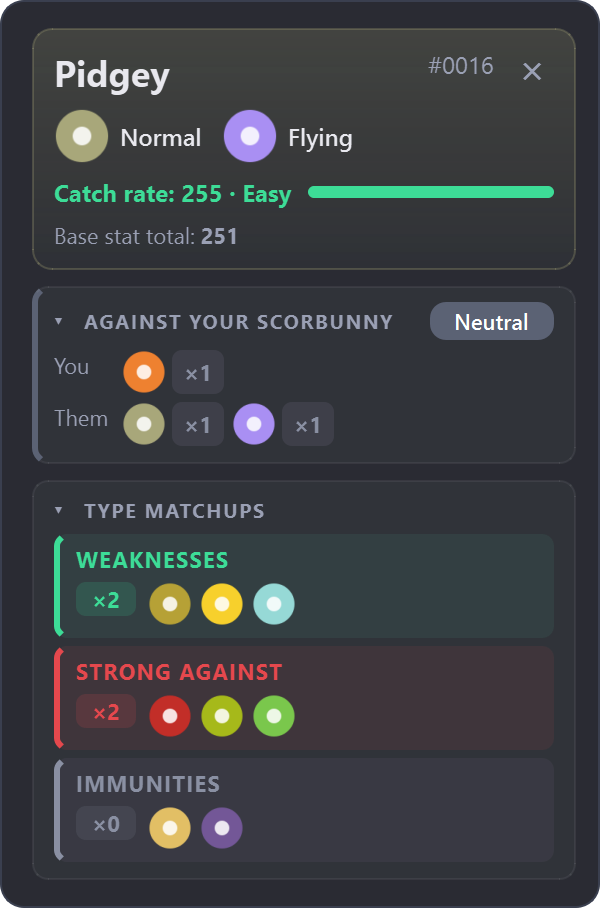 Pidgey #0016 ×
Normal Flying
Catch rate: 255 · Easy
Base stat total: 251
▾ AGAINST YOUR SCORBUNNY Neutral
You ×1
Them ×1 ×1
▾ TYPE MATCHUPS
WEAKNESSES
×2
STRONG AGAINST
×2
IMMUNITIES
×0